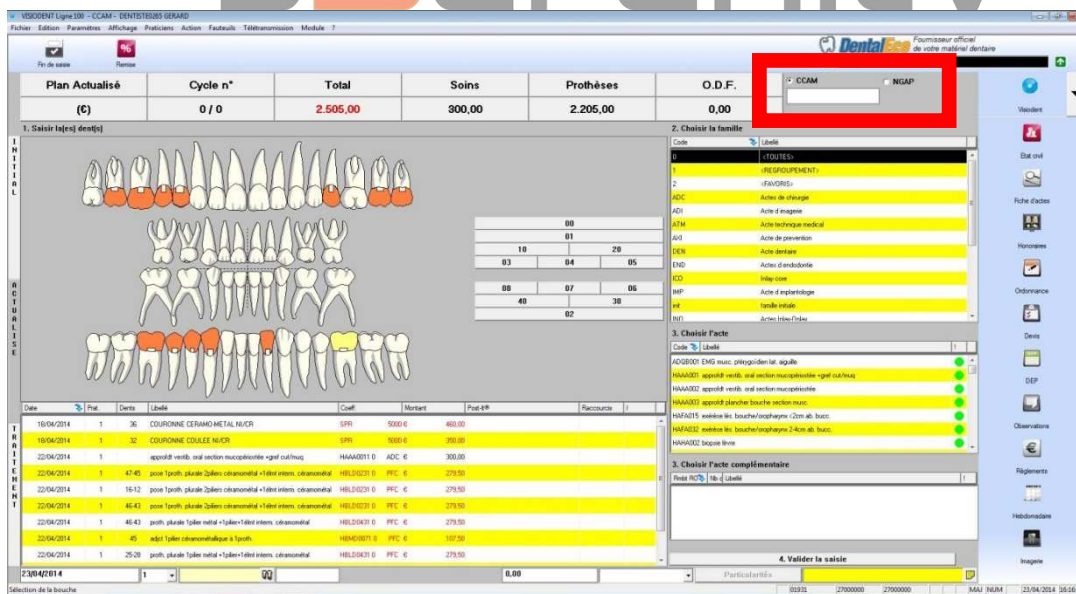 VISIODENT Ligne 100 - CCAM - DENTISTE0205 GERARD
Fichier Edition Paramètres Affichage Praticiens Action Fauteuils Télétransmission Module ?
Fin de saisie Remise
DentalEco Fournisseur officiel de votre matériel dentaire
Plan Actualisé Cycle n° Total Soins Prothèses O.D.F. CCAM NGAP
(€) 0 / 0 2.505,00 300,00 2.205,00 0,00
Visiodent
1. Saisir la(es) dent(s)
INITIAL
ACTUALISE
00
01
10 20
03 04 05
08 07 06
40 30
02
2. Choisir la famille
Code Libellé
0 <TOUTES>
1 <REGROUPEMENT>
2 <FAVORIS>
ADC Actes de chirurgie
ADI Acte d imagerie
ATM Acte technique medical
AXI Acte de prevention
DEN Acte dentaire
END Actes d endodontie
ICO Inlay-core
IMP Acte d implantologie
init famille initiale
INO Actes Inlay-Onlay
3. Choisir l'acte
Code Libellé !
ADQB001 EMG musc. ptérygoïdien lat. aiguille
HAAA001 approfdt vestib. oral section mucopériostée +gref cut/muq
HAAA002 approfdt vestib. oral section mucopériostée
HAAA003 approfdt plancher bouche section musc.
HAFA015 exérèse lés. bouche/oropharynx <2cm ab. bucc.
HAFA032 exérèse lés. bouche/oropharynx 2-4cm ab. bucc.
HAHA002 biopsie lèvre
3. Choisir l'acte complémentaire
Rmbt RO Nb d Libellé !
4. Valider la saisie
Etat civil
Fiche d'actes
Honoraires
Ordonnance
Devis
DEP
Observations
Règlements
Hebdomadaire
Imagerie
TRAITEMENT
Date Prat. Dents Libellé Coeff. Montant Post-it® Raccourcis !
18/04/2014 1 36 COURONNE CERAMO-METAL NI/CR SPR 5000 € 460,00
18/04/2014 1 32 COURONNE COULEE NI/CR SPR 5000 € 350,00
22/04/2014 1 approfdt vestib. oral section mucopériostée +gref cut/muq HAAA0011 0 ADC € 300,00
22/04/2014 1 47-45 pose 1proth. plurale 2piliers céramométal +1élmt interm. céramométal HBLD0231 0 PFC € 279,50
22/04/2014 1 16-12 pose 1proth. plurale 2piliers céramométal +1élmt interm. céramométal HBLD0231 0 PFC € 279,50
22/04/2014 1 46-43 pose 1proth. plurale 2piliers céramométal +1élmt interm. céramométal HBLD0231 0 PFC € 279,50
22/04/2014 1 46-43 proth. plurale 1pilier métal +1pilier+1élmt interm. céramométal HBLD0431 0 PFC € 279,50
22/04/2014 1 45 adjct 1pilier céramométallique à 1proth. HBMD0871 0 PFC € 107,50
22/04/2014 1 25-28 proth. plurale 1pilier métal +1pilier+1élmt interm. céramométal HBLD0431 0 PFC € 279,50
23/04/2014 1 0,00 Particularités
Sélection de la bouche 01931 27000000 27000000 MAJ NUM 23/04/2014 16:16